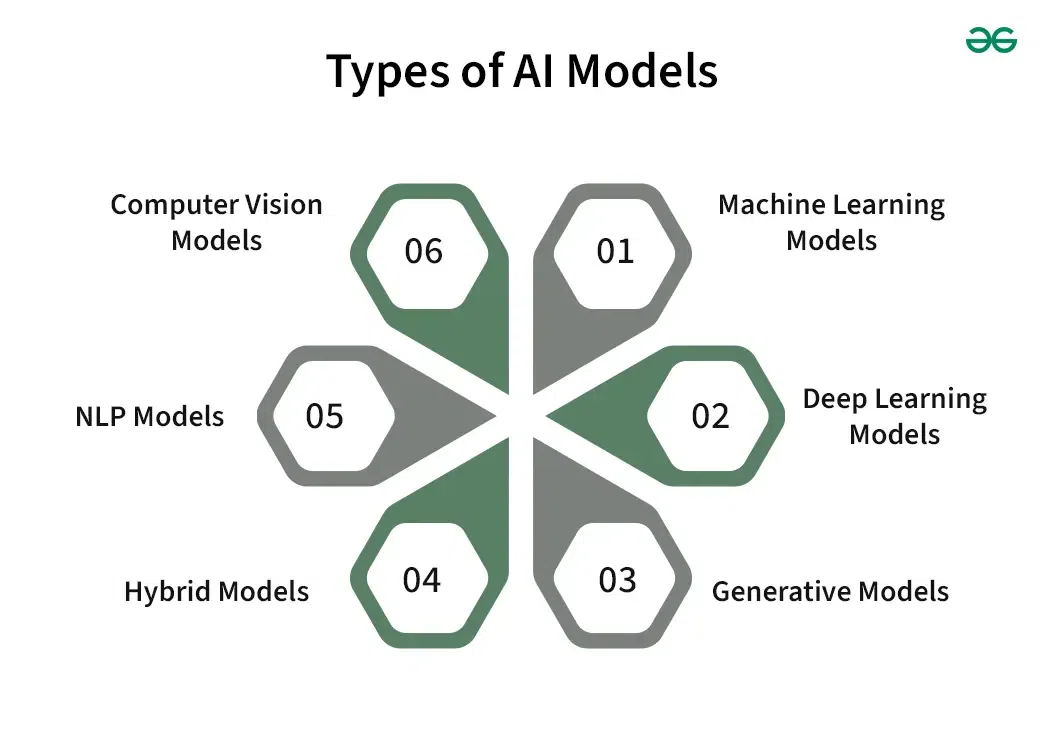 Types of AI Models
01
Machine Learning
Models
02
Deep Learning
Models
03
Generative Models
04
Hybrid Models
05
NLP Models
06
Computer Vision
Models